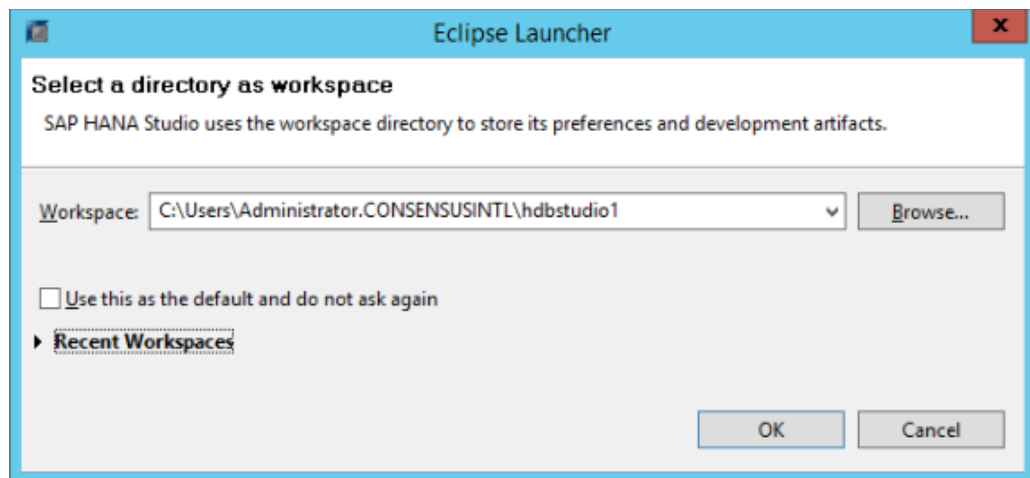 Eclipse Launcher
x
Select a directory as workspace
SAP HANA Studio uses the workspace directory to store its preferences and development artifacts.
Workspace: C:\Users\Administrator.CONSENSUSINTL\hdbstudio1 Browse...
Use this as the default and do not ask again
Recent Workspaces
OK Cancel